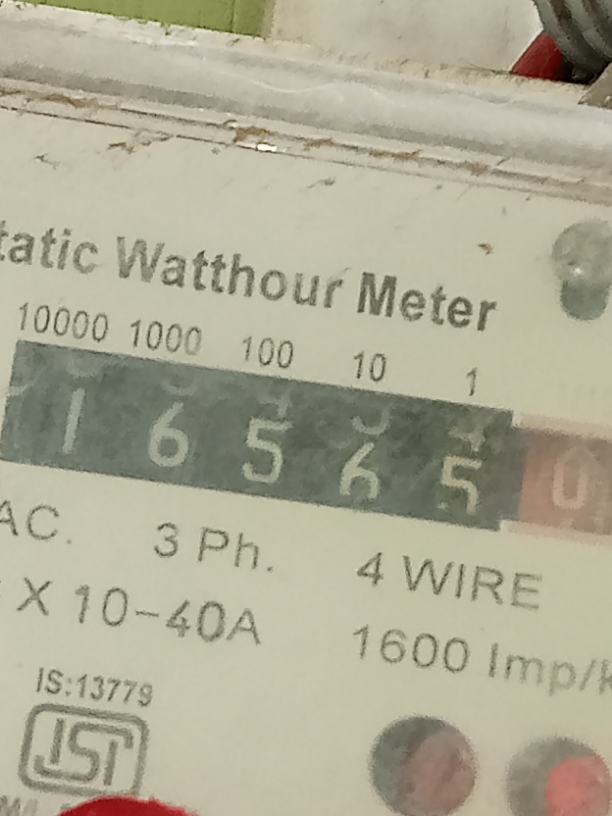 tatic Watthour Meter
10000 1000 100 10 1
1 6 5 6 5 0
AC. 3 Ph. 4 WIRE
X 10-40A 1600 Imp/k
IS:13779